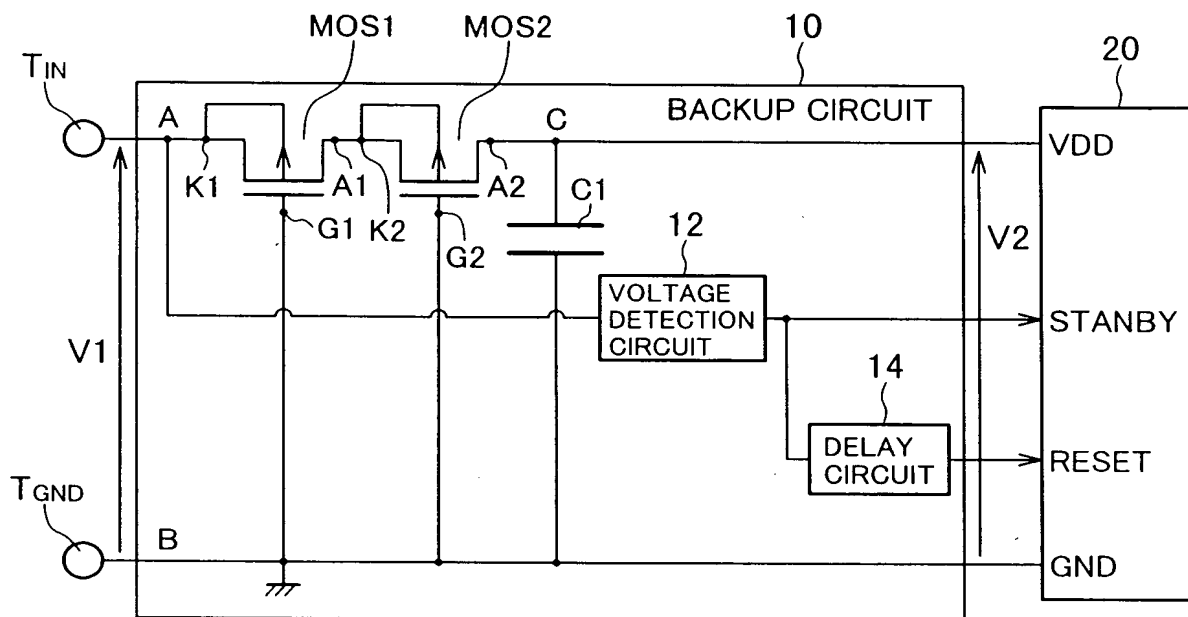 MOS1
MOS2
10
20
TIN
A
BACKUP CIRCUIT
C
VDD
K1
A1
A2
G1
K2
G2
C1
12
V2
VOLTAGE
DETECTION
CIRCUIT
STANBY
V1
14
DELAY
CIRCUIT
RESET
TGND
B
GND